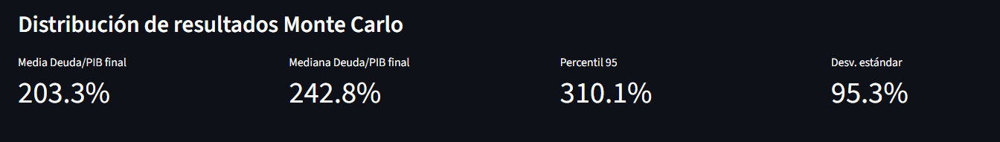 Distribución de resultados Monte Carlo
Media Deuda/PIB final
203.3%
Mediana Deuda/PIB final
242.8%
Percentil 95
310.1%
Desv. estándar
95.3%